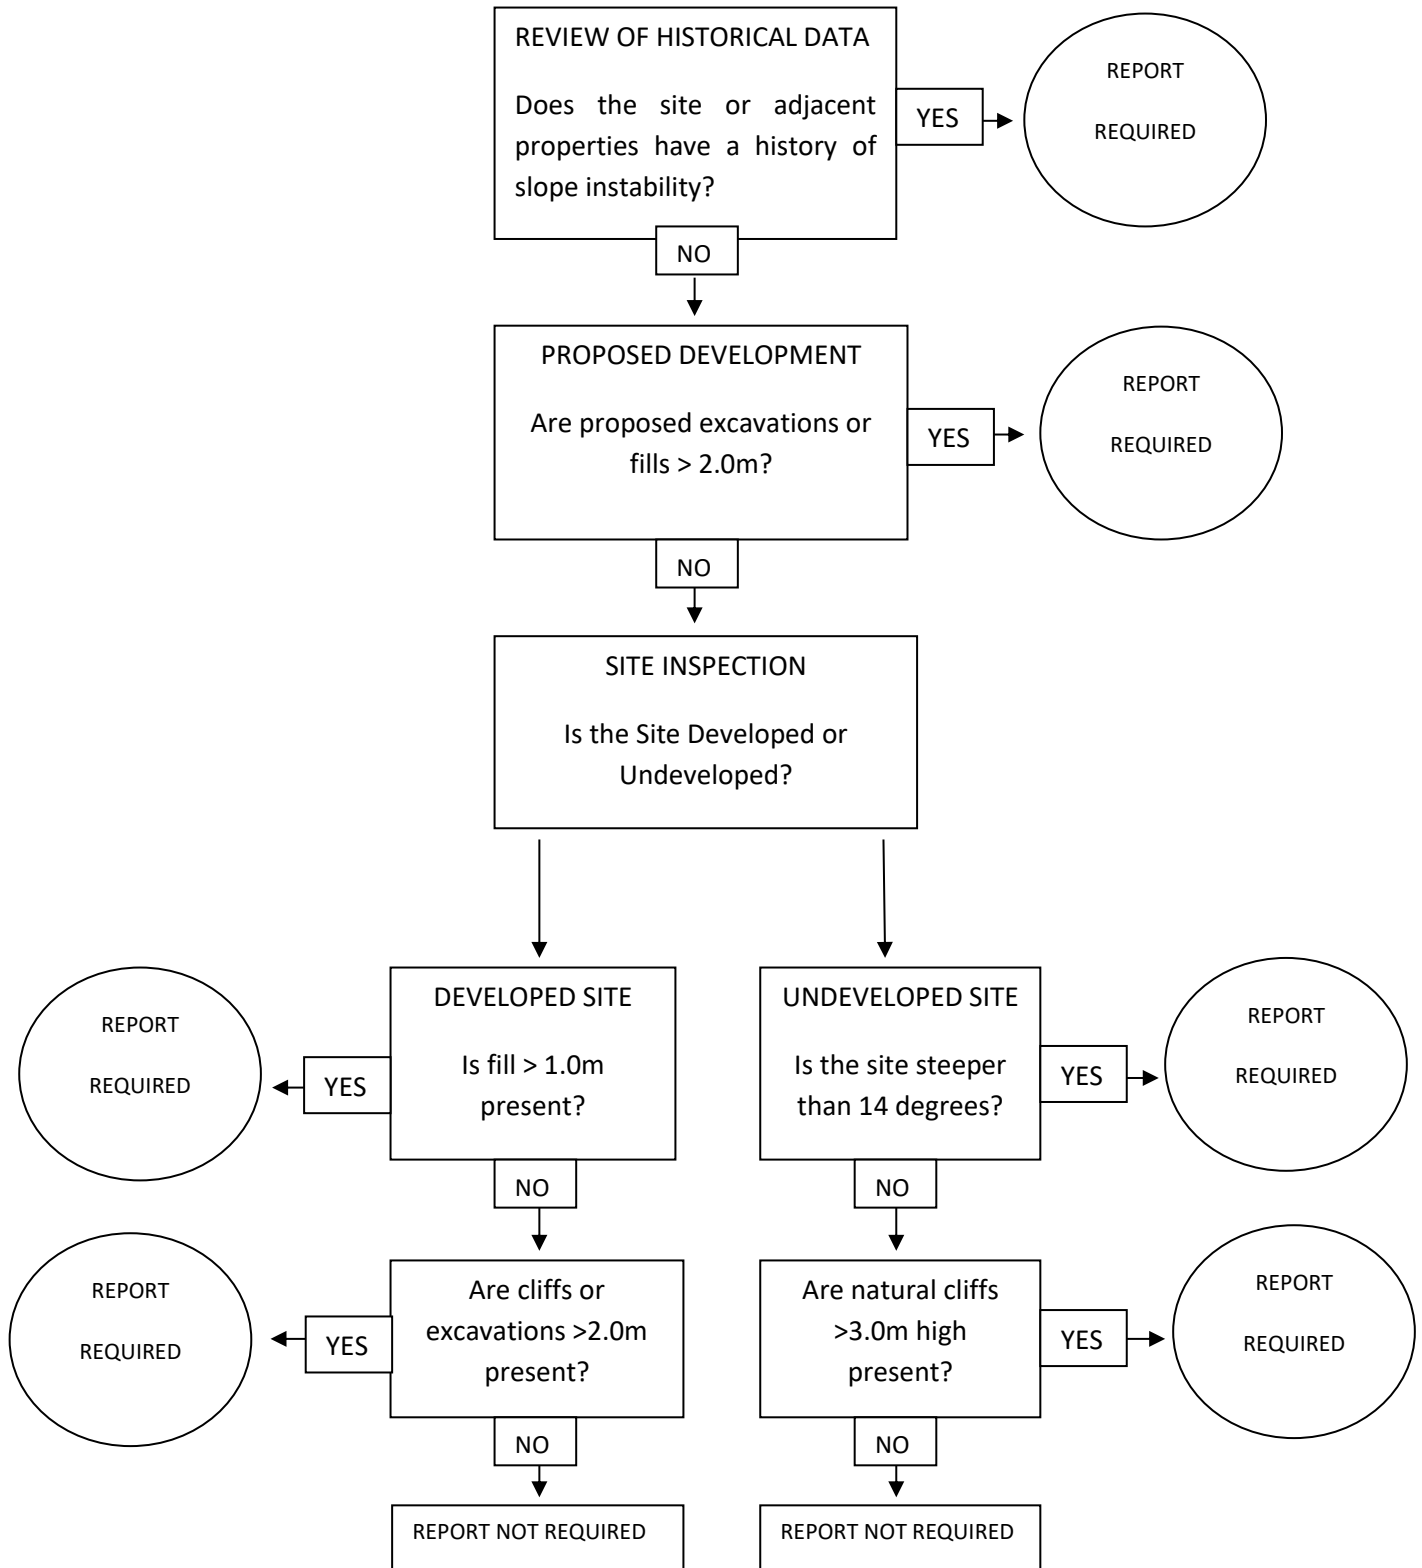 REVIEW OF HISTORICAL DATA
Does the site or adjacent
properties have a history of
slope instability?
YES
REPORT
REQUIRED
NO
PROPOSED DEVELOPMENT
Are proposed excavations or
fills > 2.0m?
YES
REPORT
REQUIRED
NO
SITE INSPECTION
Is the Site Developed or
Undeveloped?
DEVELOPED SITE
Is fill > 1.0m
present?
YES
REPORT
REQUIRED
NO
Are cliffs or
excavations >2.0m
present?
YES
REPORT
REQUIRED
NO
REPORT NOT REQUIRED
UNDEVELOPED SITE
Is the site steeper
than 14 degrees?
YES
REPORT
REQUIRED
NO
Are natural cliffs
>3.0m high
present?
YES
REPORT
REQUIRED
NO
REPORT NOT REQUIRED